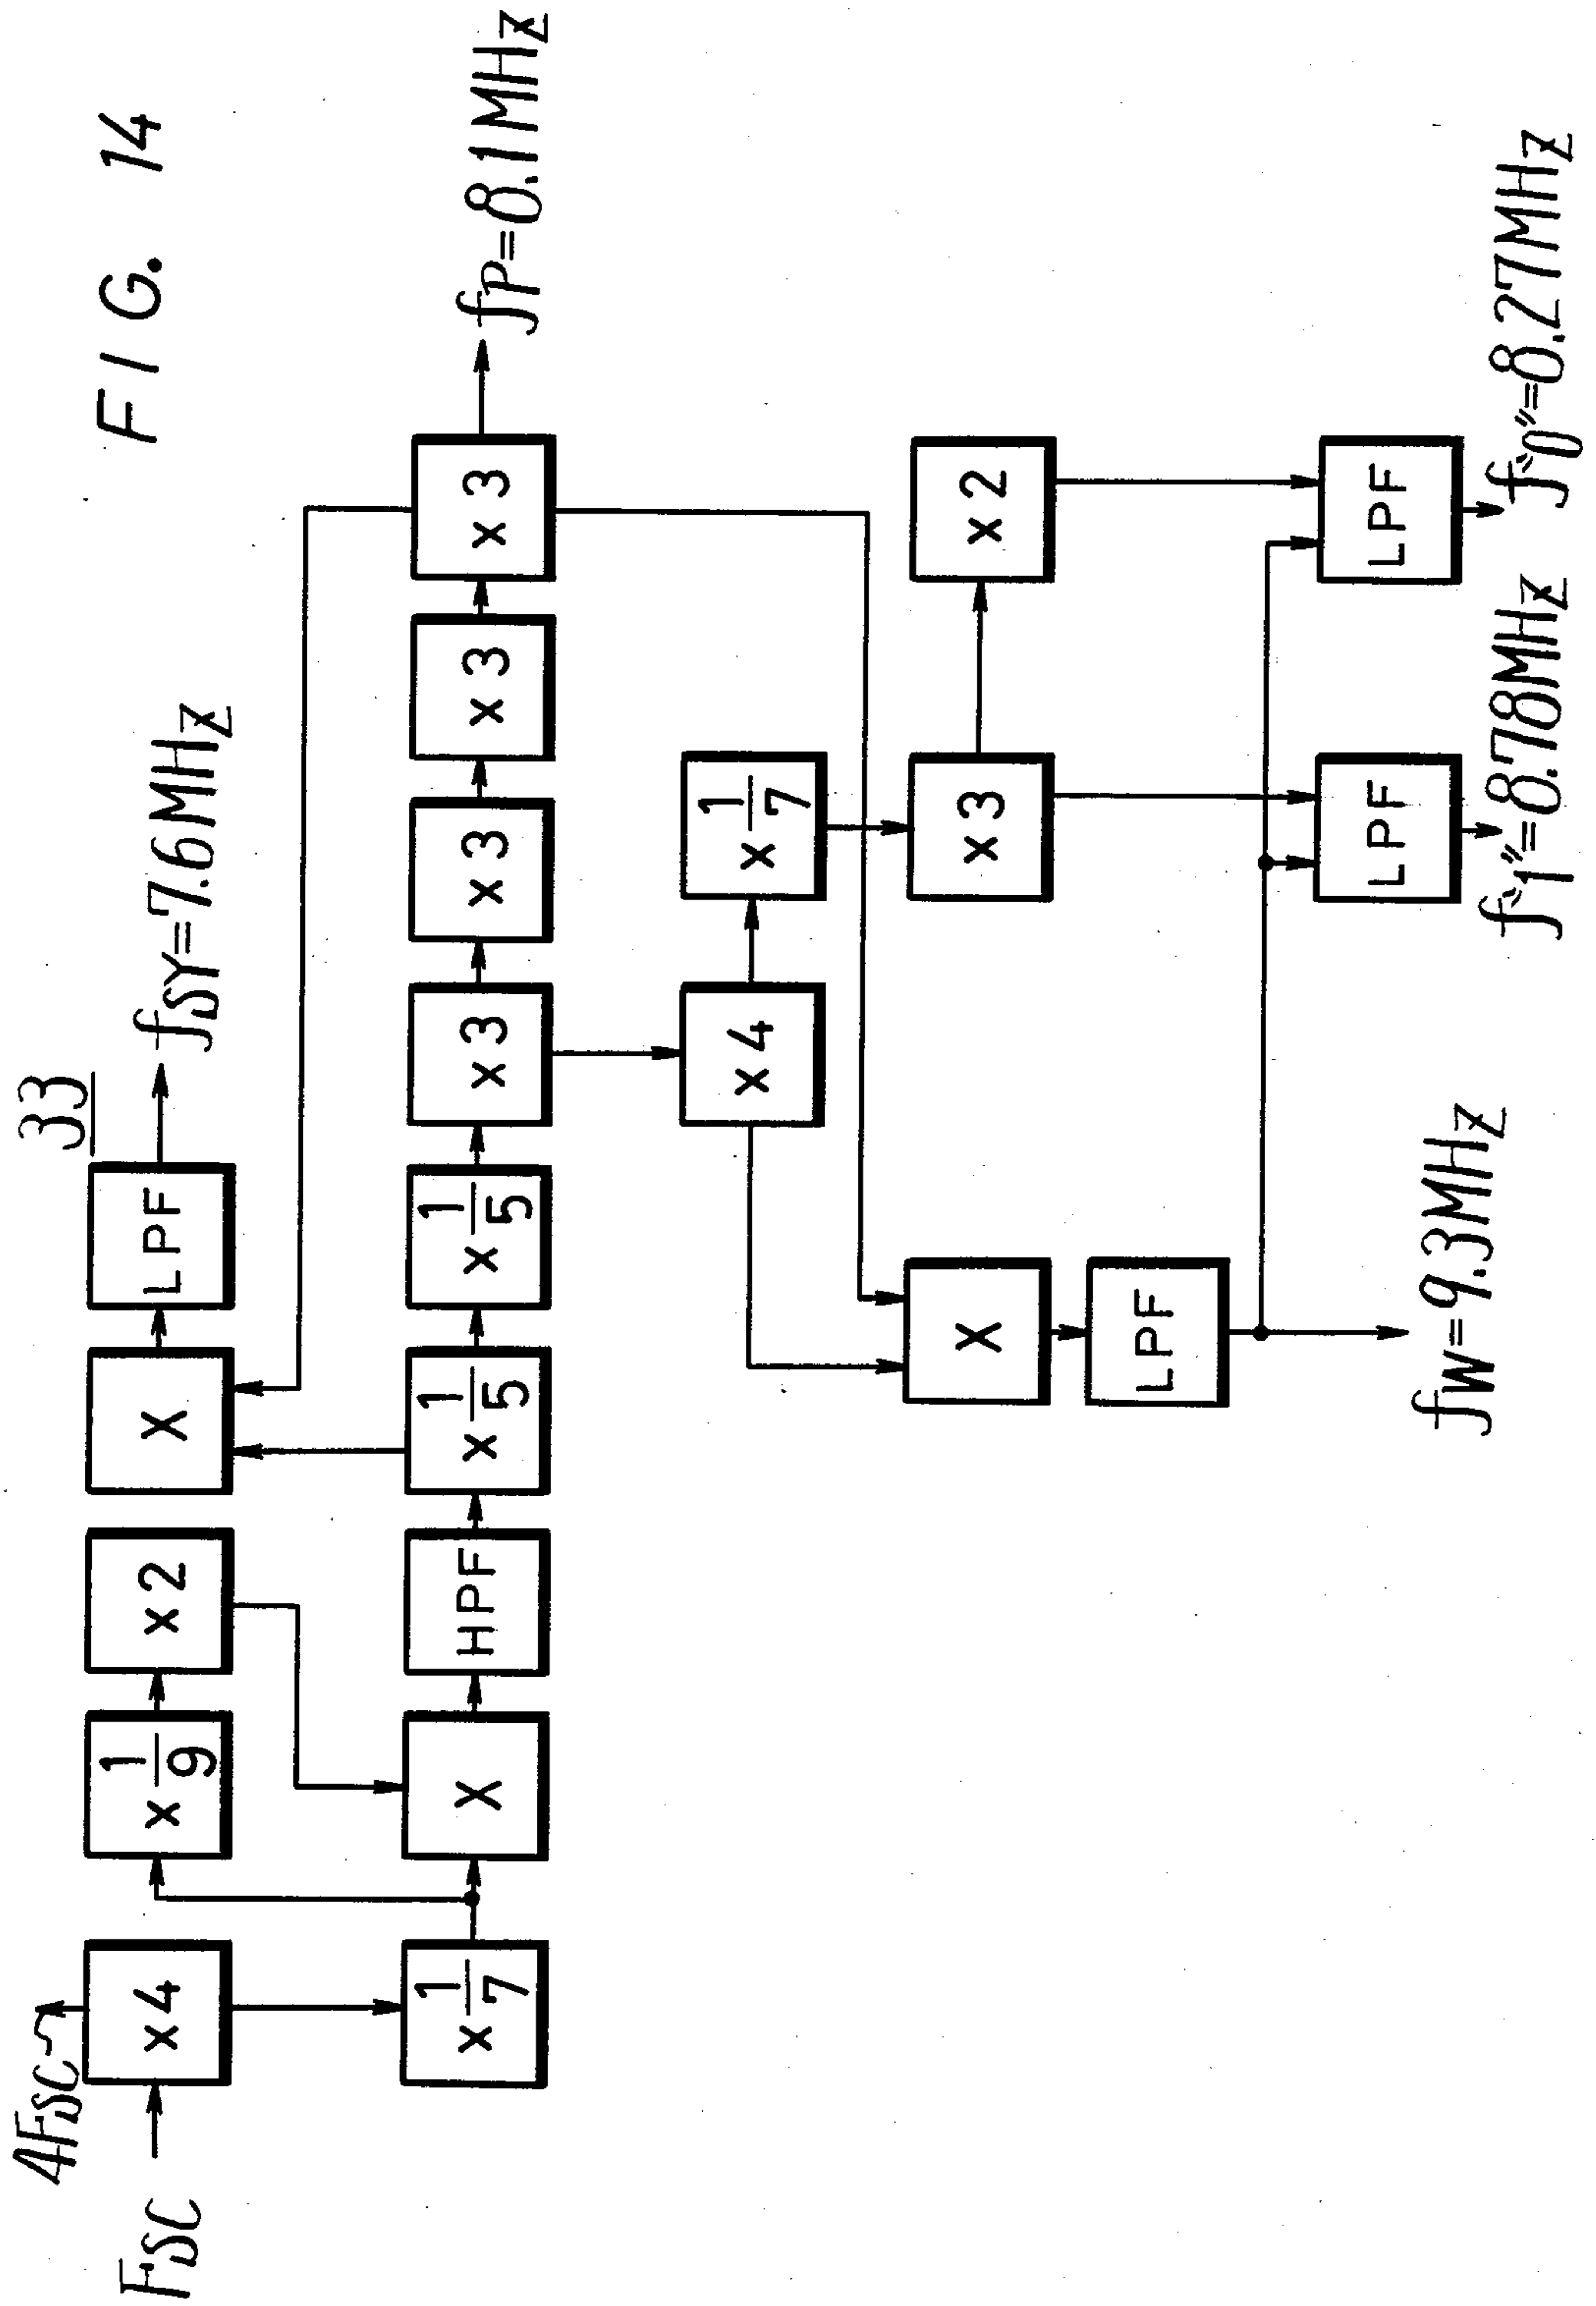 FIG. 14
33
4FSC
FSC
×4
×1/9
×2
X
LPF
fSY=7.6MHz
×1/7
X
HPF
×1/5
×1/5
×3
×3
×3
×3
fP=8.1MHz
×4
×1/7
X
×3
×2
LPF
LPF
LPF
fW=9.3MHz
f"1"=8.78MHz
f"0"=8.27MHz